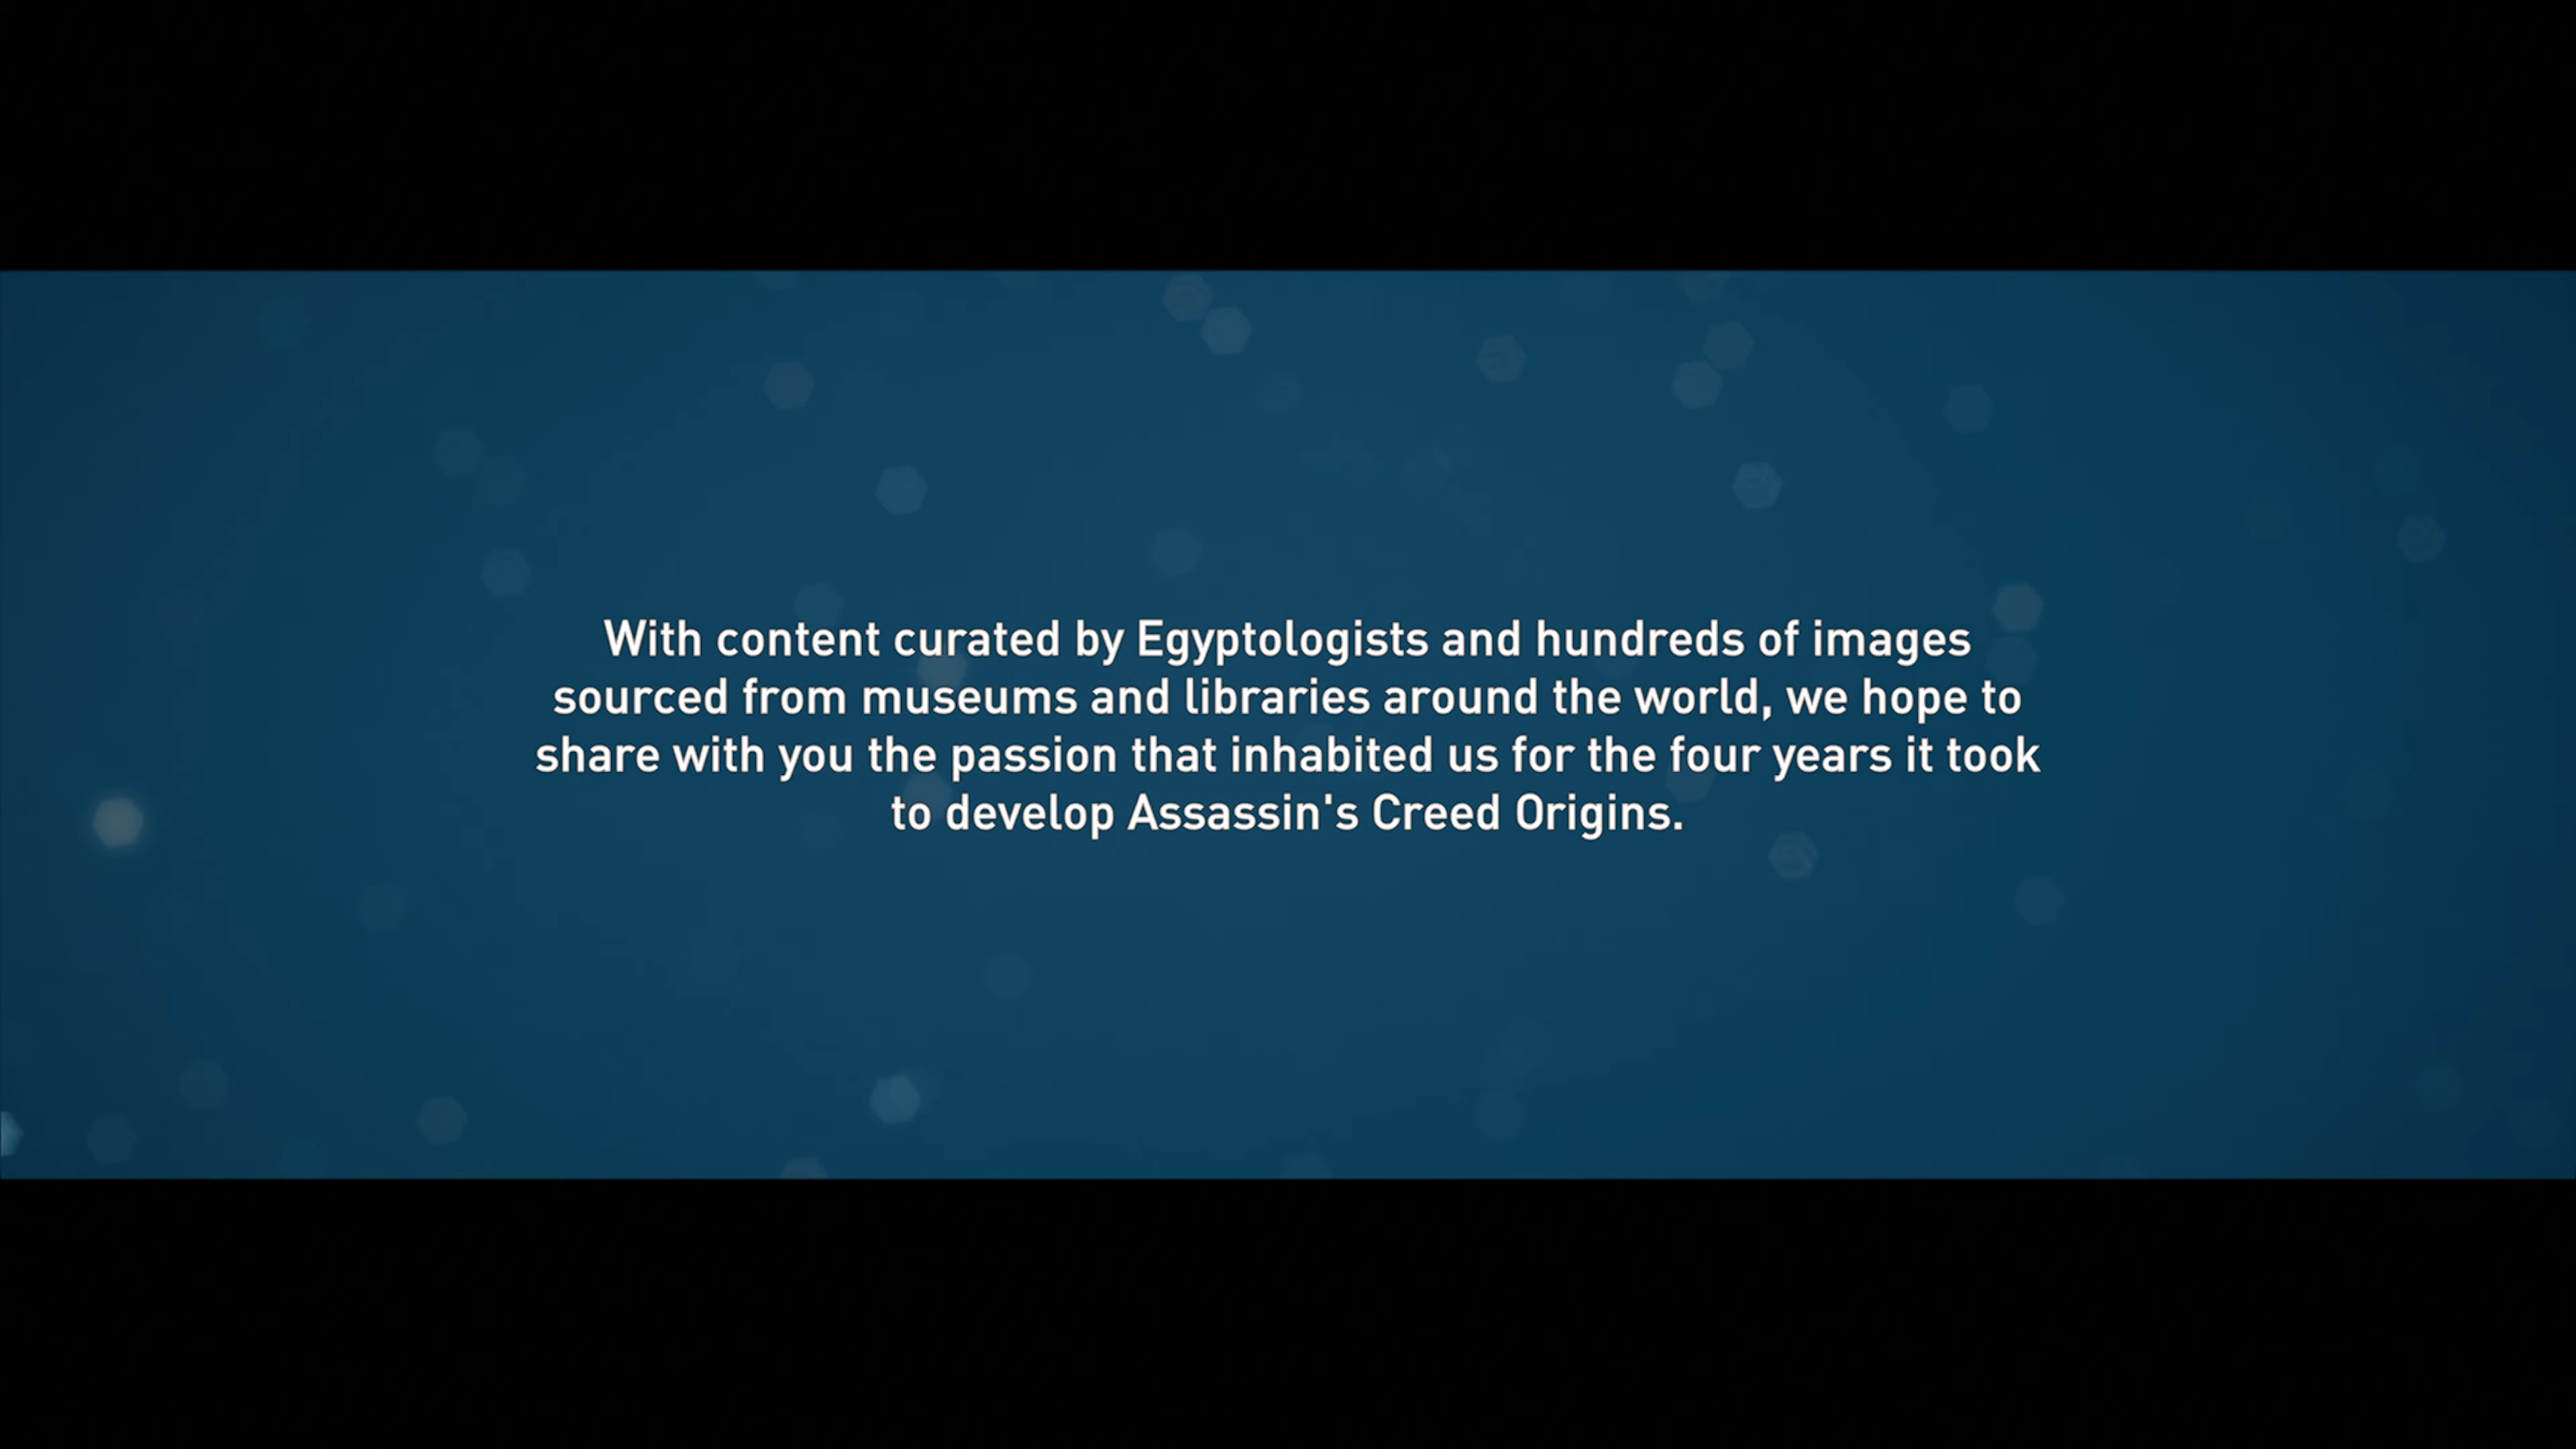 With content curated by Egyptologists and hundreds of images
sourced from museums and libraries around the world, we hope to
share with you the passion that inhabited us for the four years it took
to develop Assassin's Creed Origins.